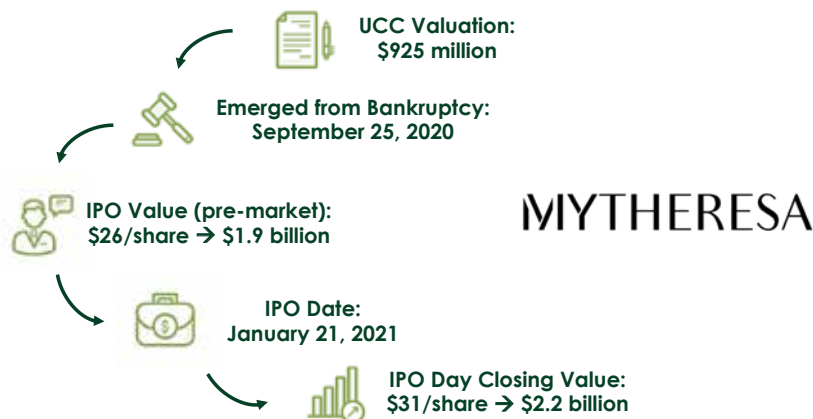 UCC Valuation:
$925 million
Emerged from Bankruptcy:
September 25, 2020
IPO Value (pre-market):
$26/share → $1.9 billion
MYTHERESA
IPO Date:
January 21, 2021
IPO Day Closing Value:
$31/share → $2.2 billion